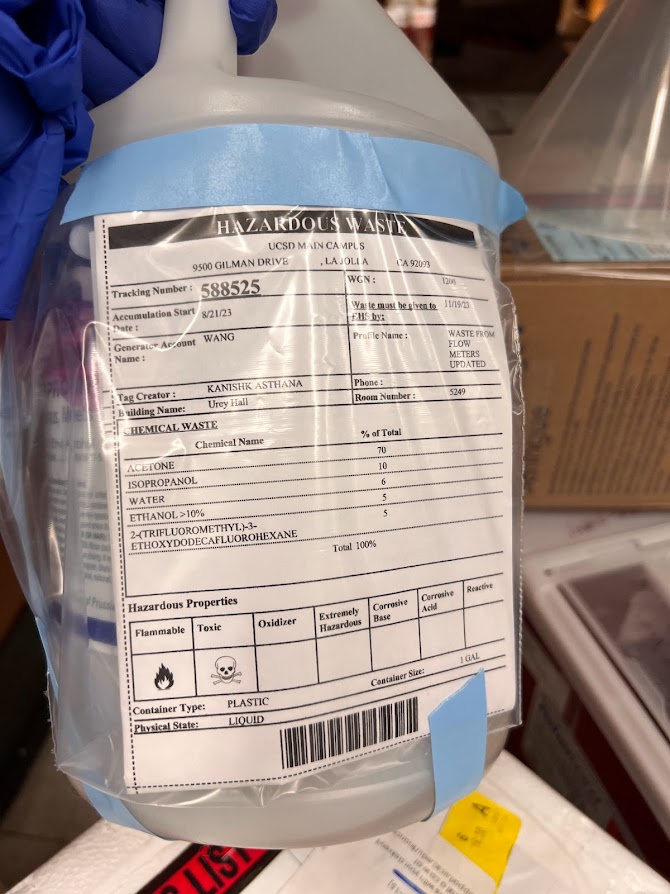 HAZARDOUS WASTE
UCSD MAIN CAMPUS
9500 GILMAN DRIVE , LA JOLLA CA 92093
Tracking Number : 588525
WGN : 1200
Accumulation Start Date : 8/21/23
Waste must be given to EHS by: 11/19/23
Generator Account Name : WANG
Profile Name : WASTE FROM FLOW METERS UPDATED
Tag Creator : KANISHK ASTHANA
Phone :
Building Name: Urey Hall
Room Number : 5249
CHEMICAL WASTE
Chemical Name % of Total
ACETONE 70
ISOPROPANOL 10
WATER 6
ETHANOL >10% 5
2-(TRIFLUOROMETHYL)-3-
ETHOXYDODECAFLUOROHEXANE 5
Total 100%
Hazardous Properties
Flammable Toxic Oxidizer Extremely Hazardous Corrosive Base Corrosive Acid Reactive
Container Type: PLASTIC Container Size: 1 GAL
Physical State: LIQUID
LIST